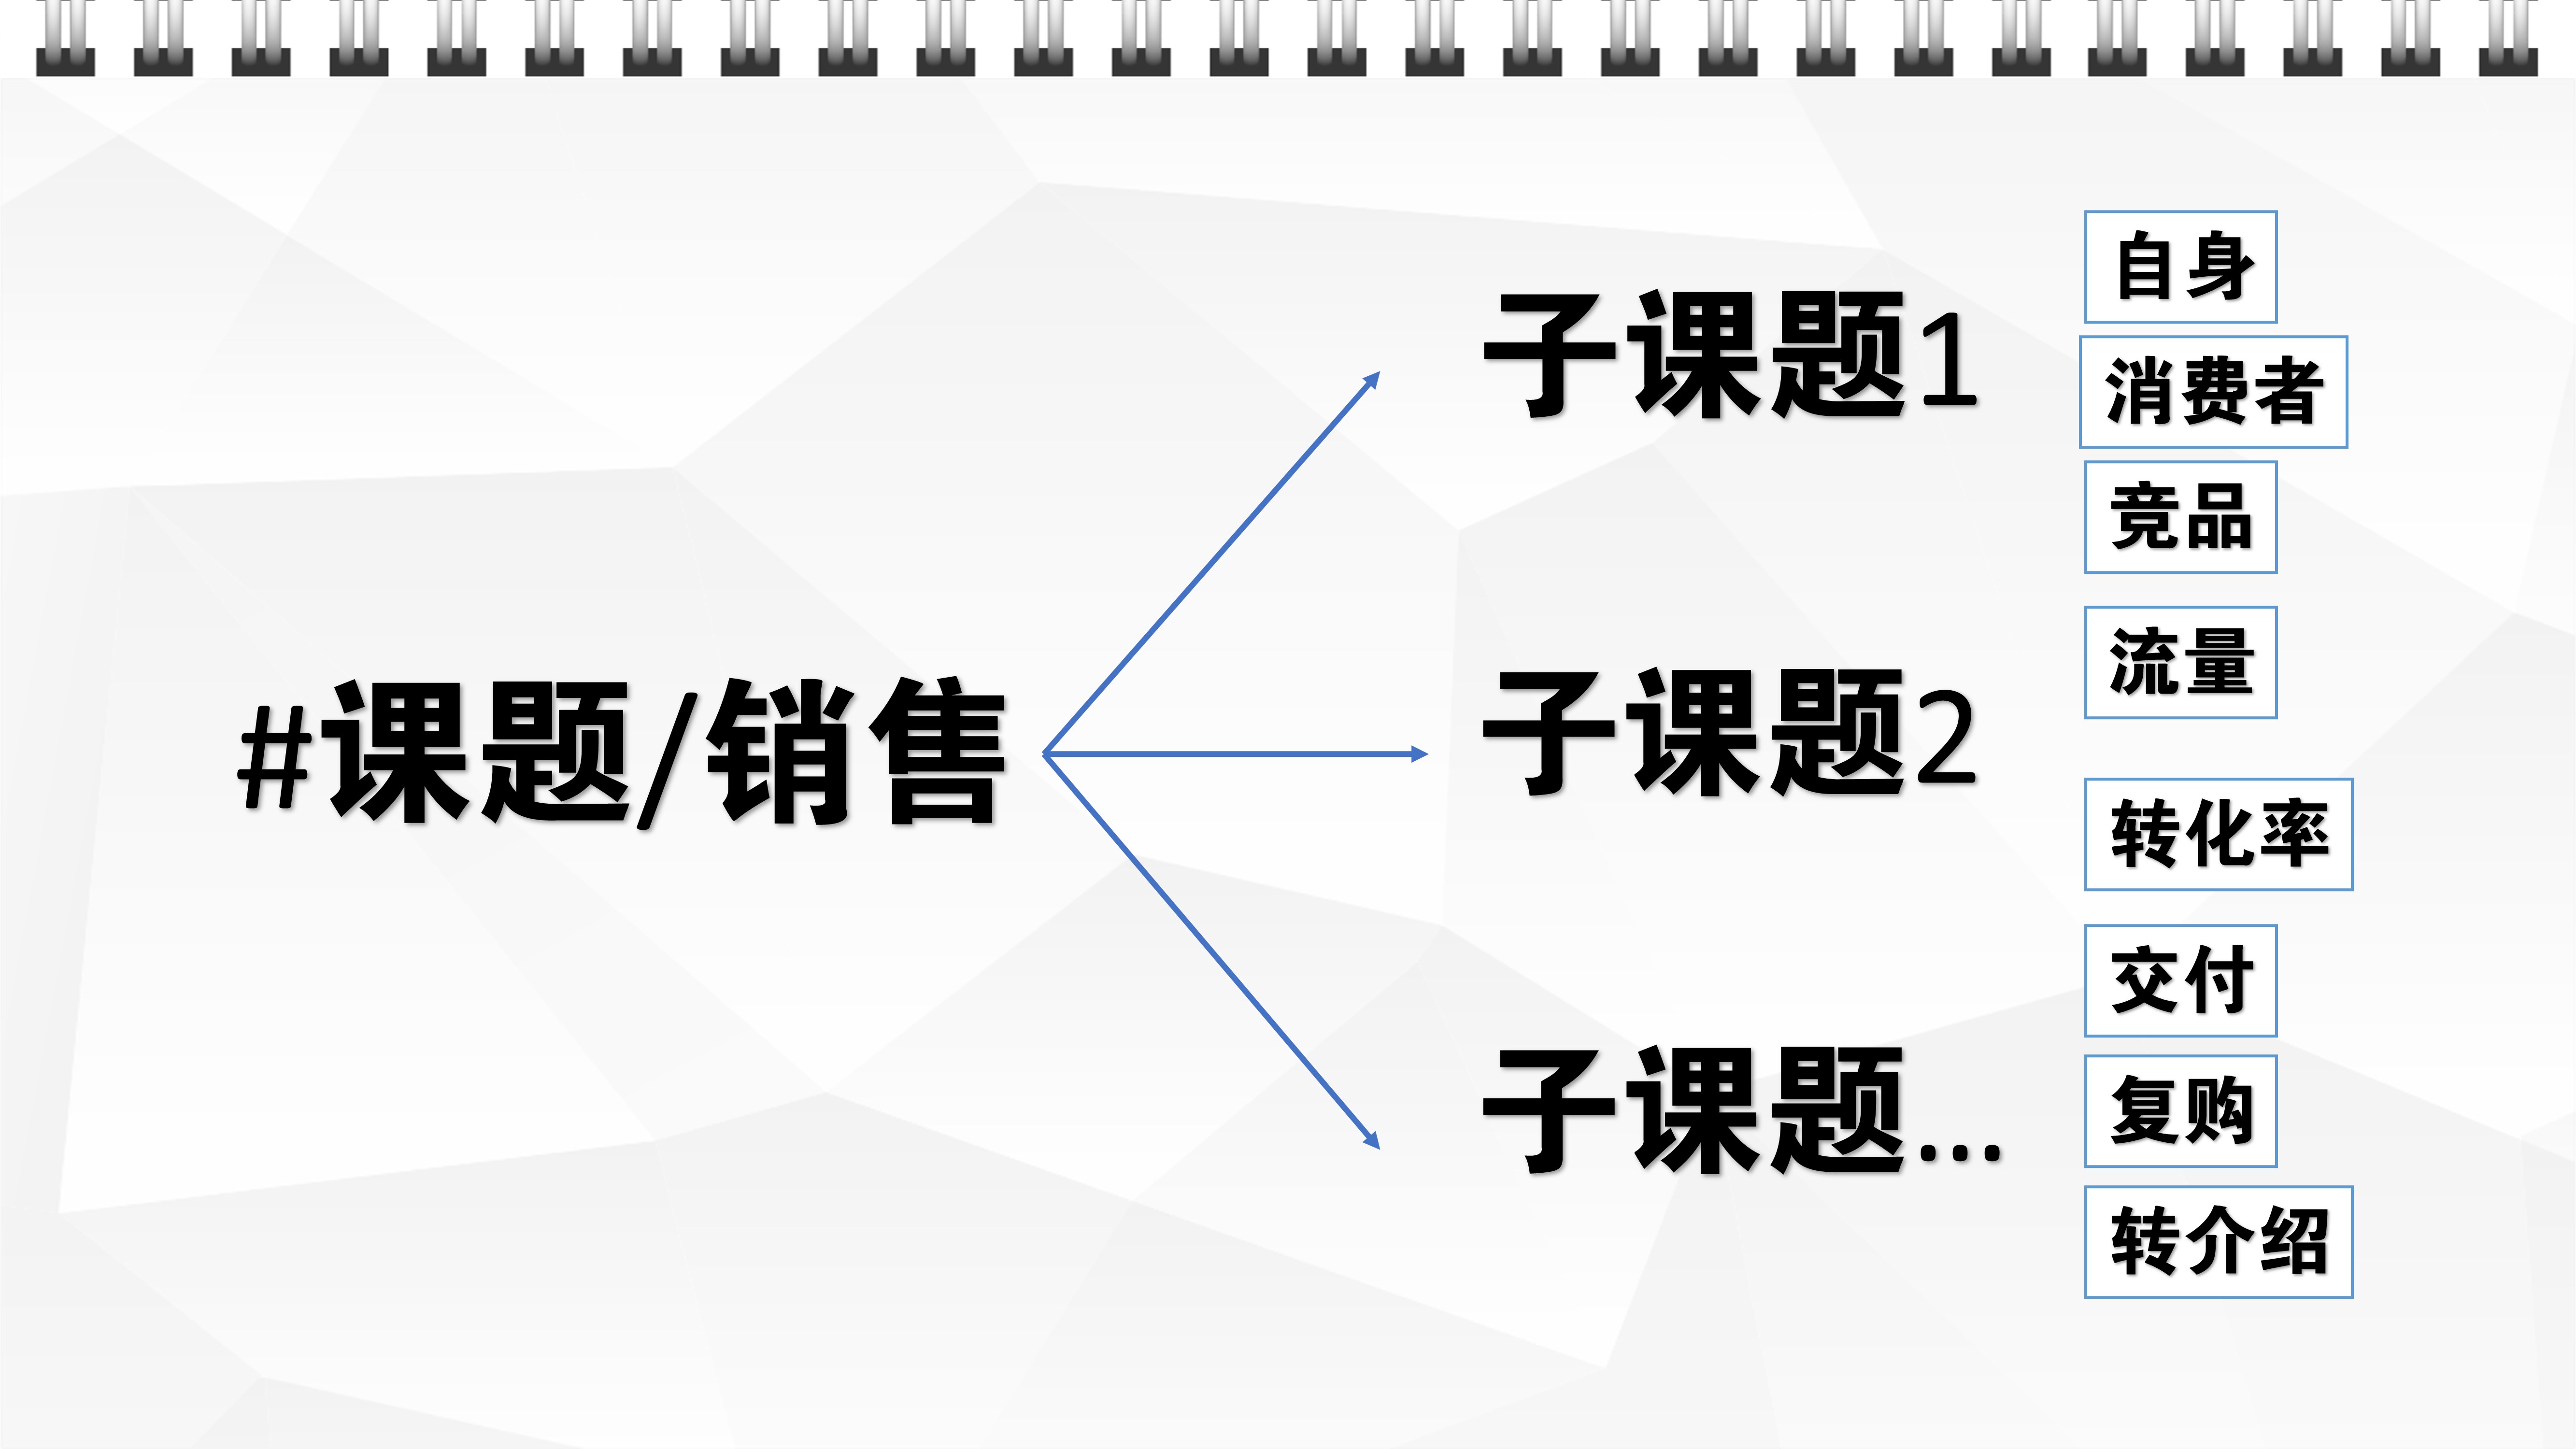 #课题/销售
子课题1
子课题2
子课题...
自身
消费者
竞品
流量
转化率
交付
复购
转介绍